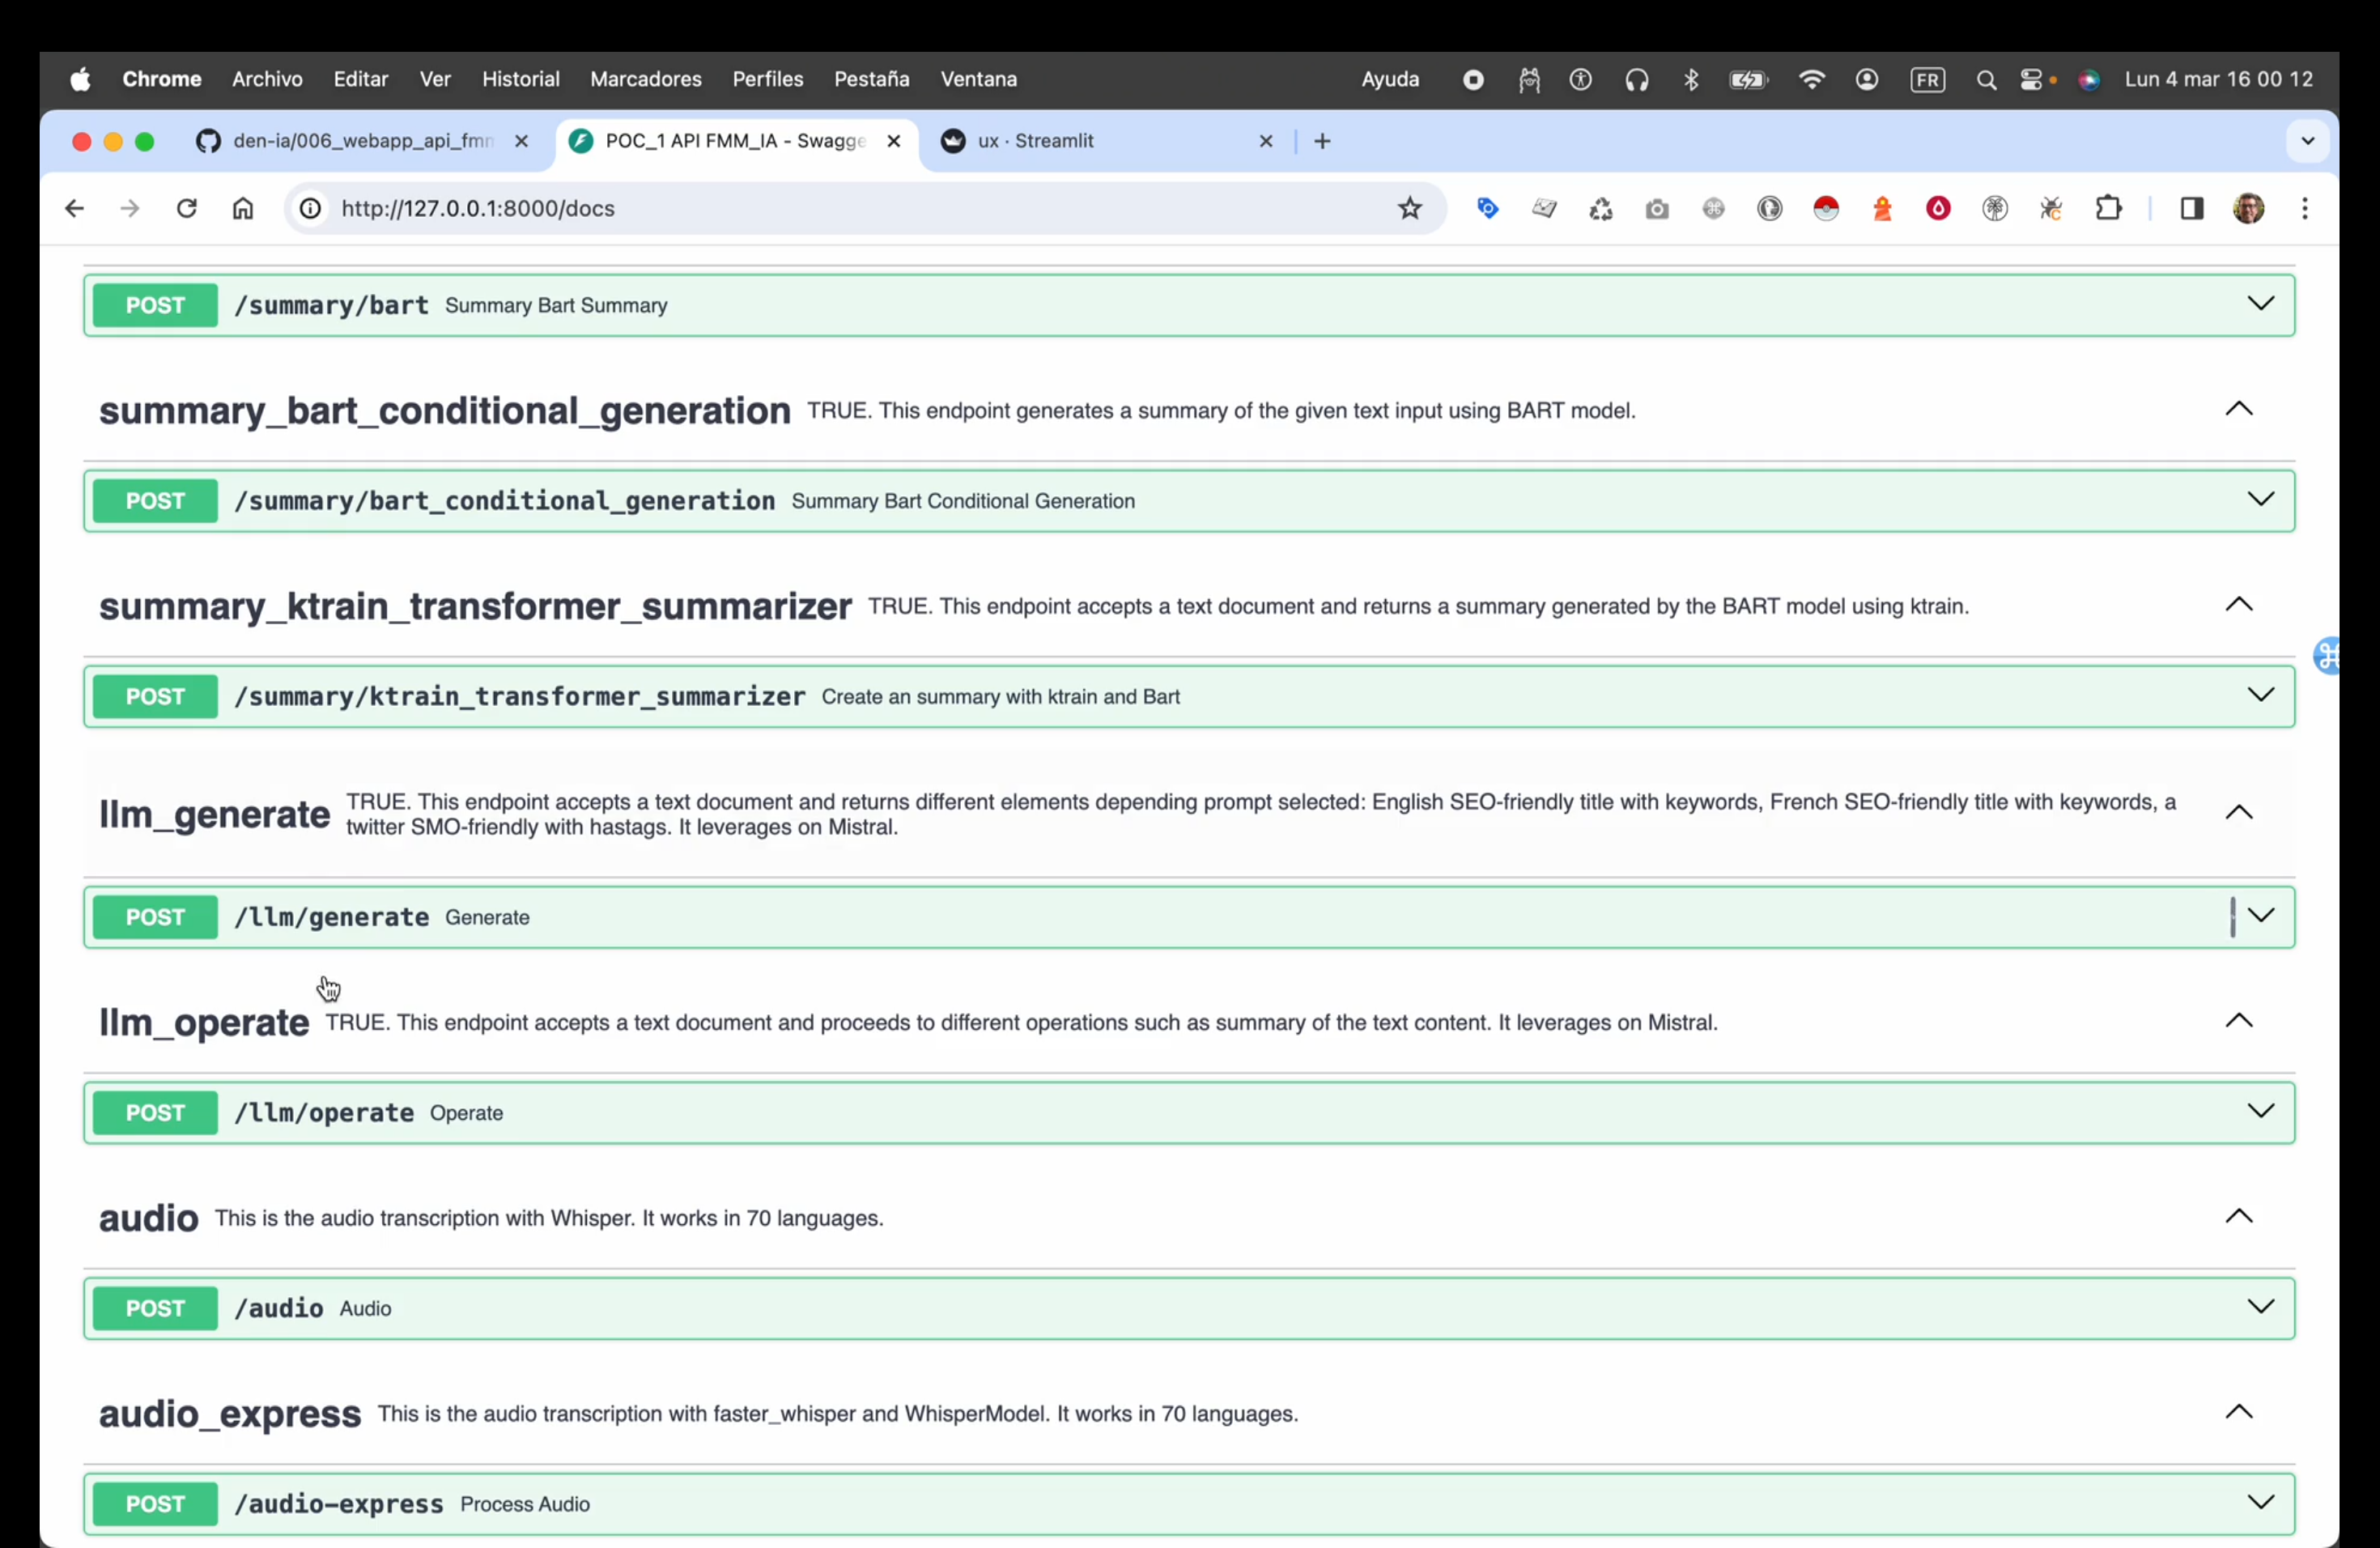 Chrome Archivo Editar Ver Historial Marcadores Perfiles Pestaña Ventana Ayuda FR Lun 4 mar 16 00 12
den-ia/006_webapp_api_fmm POC_1 API FMM_IA - Swagge ux · Streamlit
http://127.0.0.1:8000/docs
POST /summary/bart Summary Bart Summary
summary_bart_conditional_generation TRUE. This endpoint generates a summary of the given text input using BART model.
POST /summary/bart_conditional_generation Summary Bart Conditional Generation
summary_ktrain_transformer_summarizer TRUE. This endpoint accepts a text document and returns a summary generated by the BART model using ktrain.
POST /summary/ktrain_transformer_summarizer Create an summary with ktrain and Bart
llm_generate TRUE. This endpoint accepts a text document and returns different elements depending prompt selected: English SEO-friendly title with keywords, French SEO-friendly title with keywords, a
twitter SMO-friendly with hastags. It leverages on Mistral.
POST /llm/generate Generate
llm_operate TRUE. This endpoint accepts a text document and proceeds to different operations such as summary of the text content. It leverages on Mistral.
POST /llm/operate Operate
audio This is the audio transcription with Whisper. It works in 70 languages.
POST /audio Audio
audio_express This is the audio transcription with faster_whisper and WhisperModel. It works in 70 languages.
POST /audio-express Process Audio